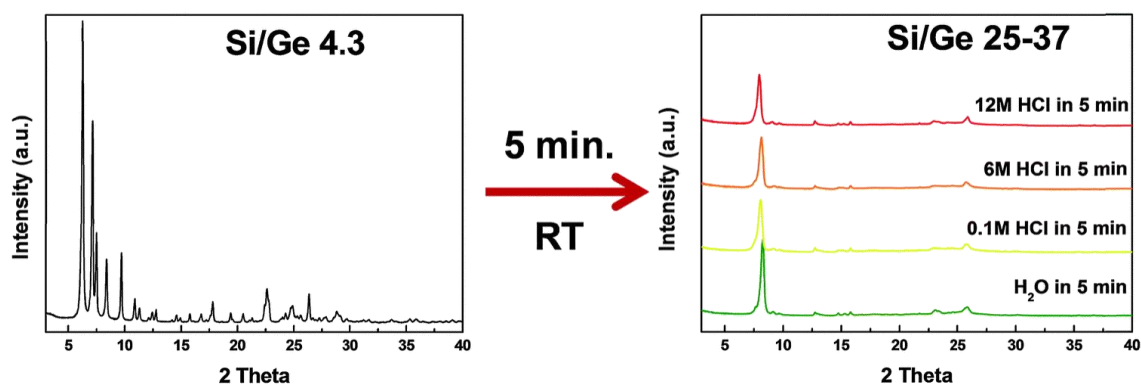 Si/Ge 4.3
Intensity (a.u.)
5 10 15 20 25 30 35 40
2 Theta
5 min.
RT
Si/Ge 25-37
Intensity (a.u.)
12M HCl in 5 min
6M HCl in 5 min
0.1M HCl in 5 min
H₂O in 5 min
5 10 15 20 25 30 35 40
2 Theta